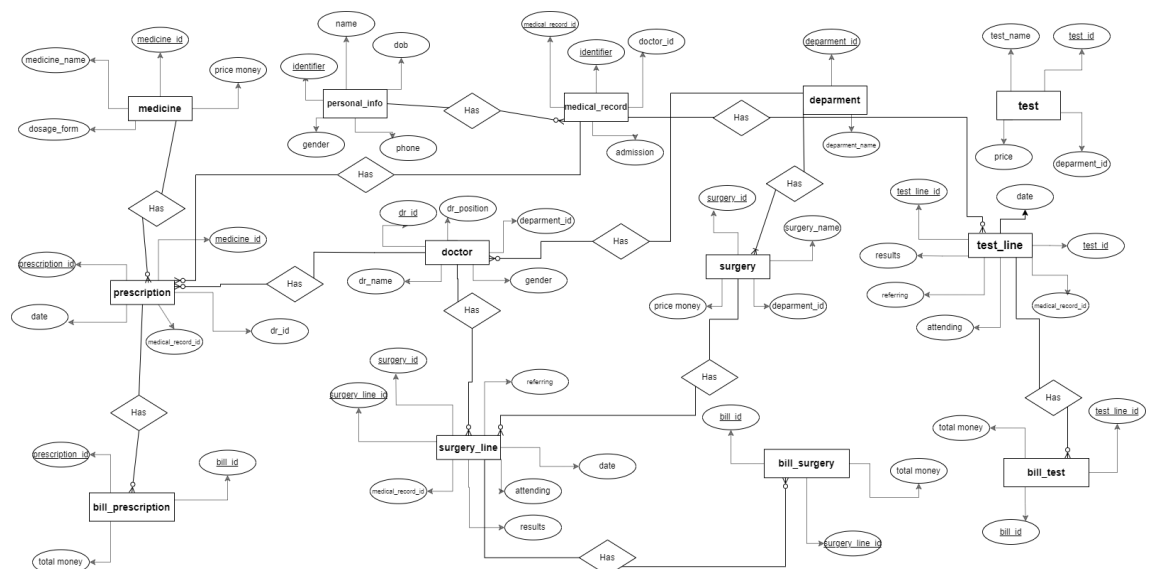 name
medicine_id
dob
medical_record_id
doctor_id
deparment_id
test_name
test_id
medicine_name
price money
identifier
identifier
medicine
personal_info
Has
medical_record
deparment
test
Has
dosage_form
gender
phone
admission
deparment_name
price
deparment_id
Has
Has
surgery_id
test_line_id
date
Has
dr_id
dr_position
deparment_id
surgery_name
medicine_id
doctor
Has
test_line
test_id
prescription_id
results
surgery
dr_name
gender
Has
prescription
referring
price money
deparment_id
medical_record_id
date
medical_record_id
dr_id
Has
attending
surgery_id
referring
Has
surgery_line_id
Has
Has
bill_id
test_line_id
total money
prescription_id
bill_id
surgery_line
date
bill_surgery
total money
bill_test
medical_record_id
attending
bill_prescription
results
bill_id
surgery_line_id
total money
Has